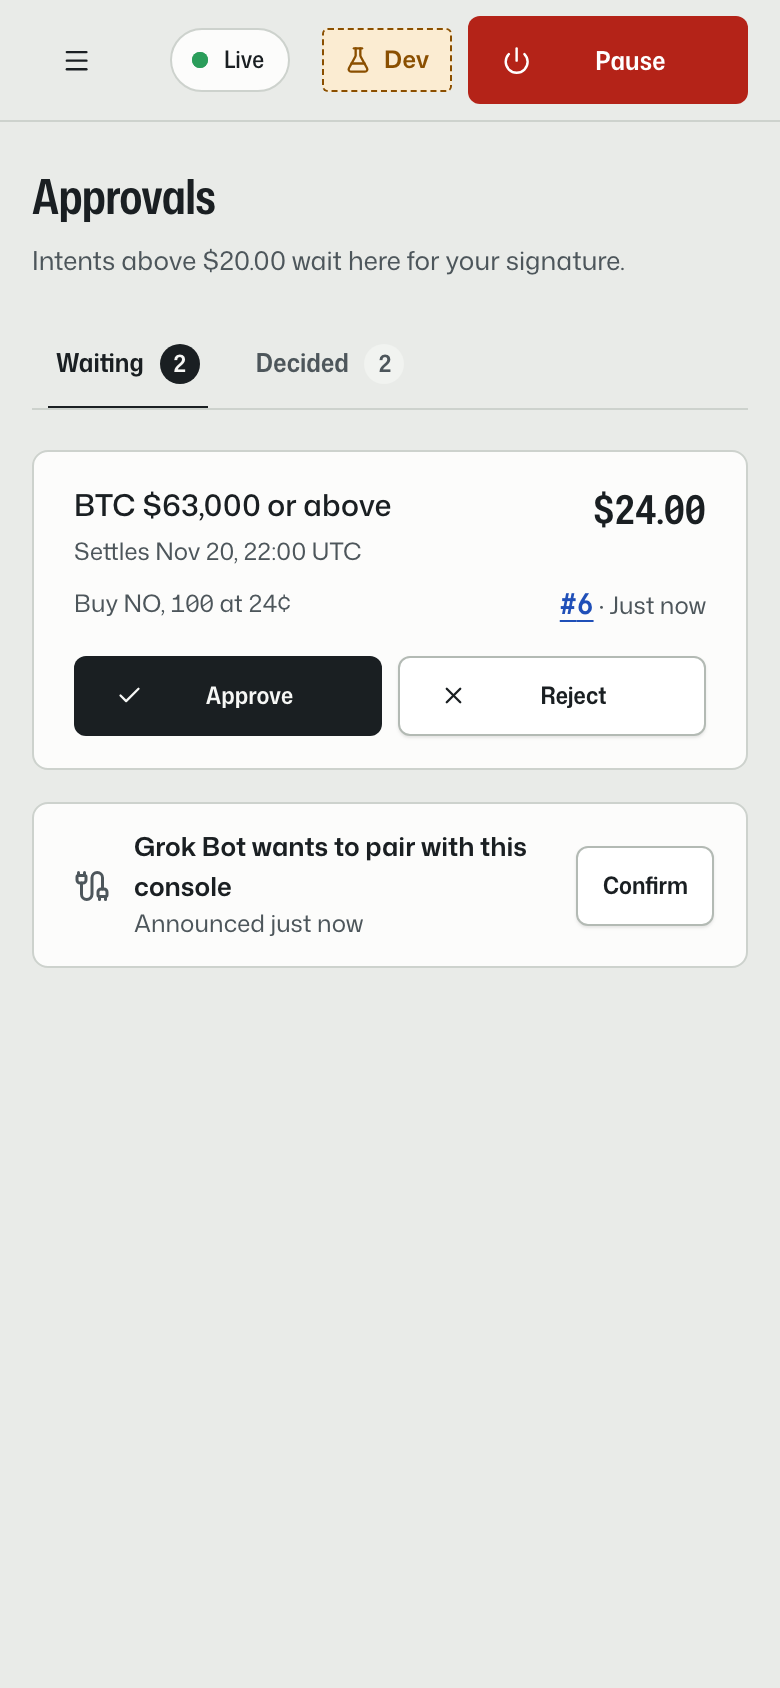 Live
Dev
Pause
Approvals
Intents above $20.00 wait here for your signature.
Waiting 2
Decided 2
BTC $63,000 or above
$24.00
Settles Nov 20, 22:00 UTC
Buy NO, 100 at 24¢
#6 · Just now
Approve
Reject
Grok Bot wants to pair with this
console
Announced just now
Confirm